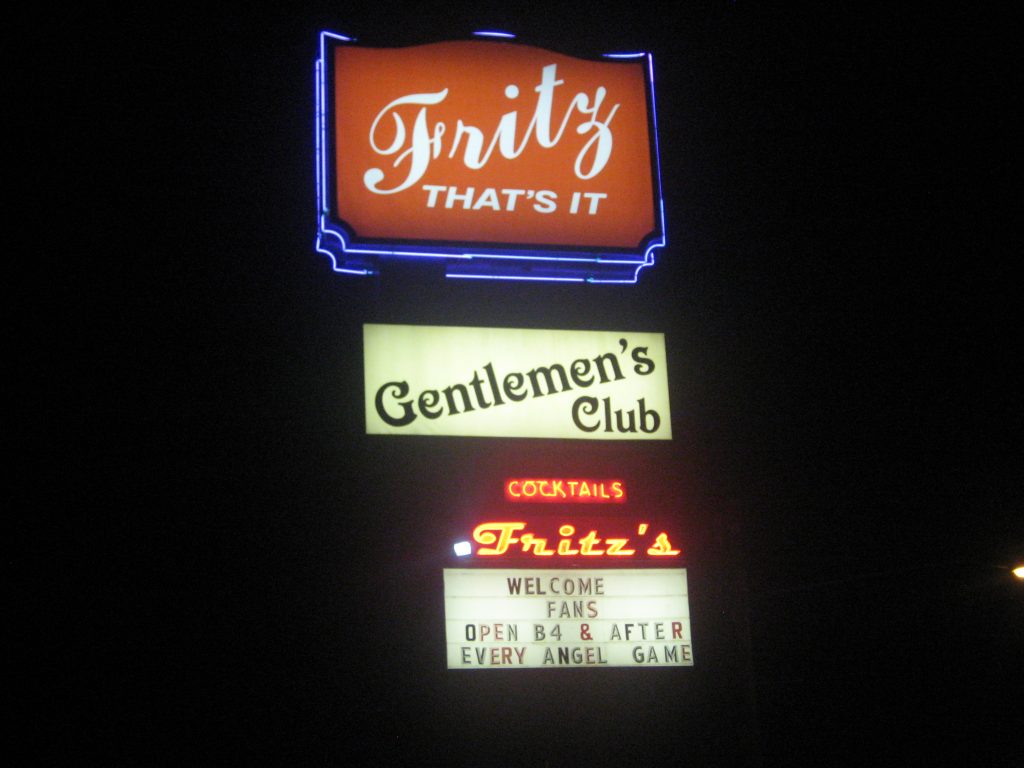 Fritz
THAT'S IT
Gentlemen's
Club
COCKTAILS
Fritz's
WELCOME
FANS
OPEN B4 & AFTER
EVERY ANGEL GAME